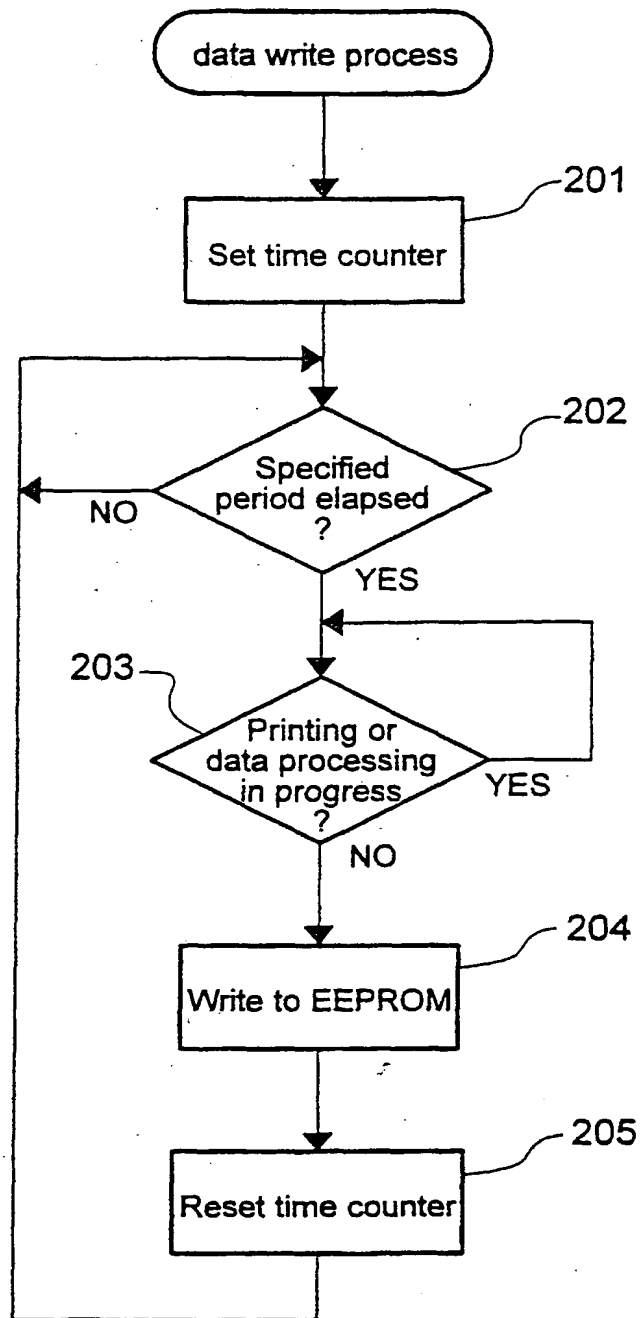 data write process
201
Set time counter
202
Specified
period elapsed
?
NO
YES
203
Printing or
data processing
in progress
?
YES
NO
204
Write to EEPROM
205
Reset time counter